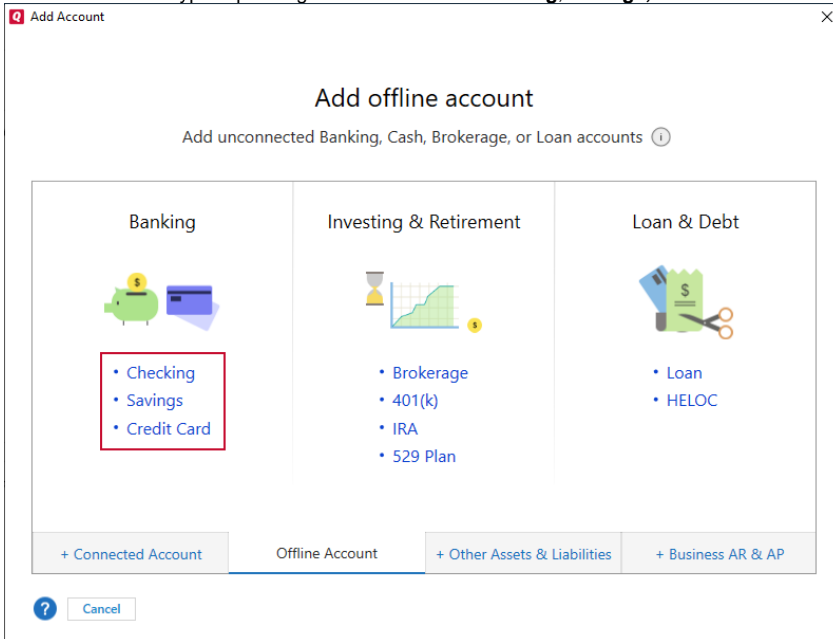 Add Account
Add offline account
Add unconnected Banking, Cash, Brokerage, or Loan accounts
Banking
• Checking
• Savings
• Credit Card
Investing & Retirement
• Brokerage
• 401(k)
• IRA
• 529 Plan
Loan & Debt
• Loan
• HELOC
+ Connected Account
Offline Account
+ Other Assets & Liabilities
+ Business AR & AP
? Cancel